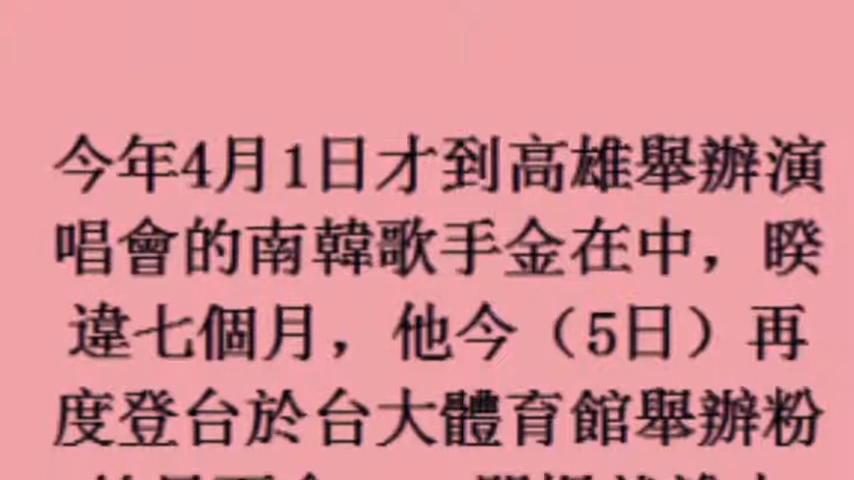 今年4月1日才到高雄舉辦演
唱會的南韓歌手金在中，睽
違七個月，他今（5日）再
度登台於台大體育館舉辦粉